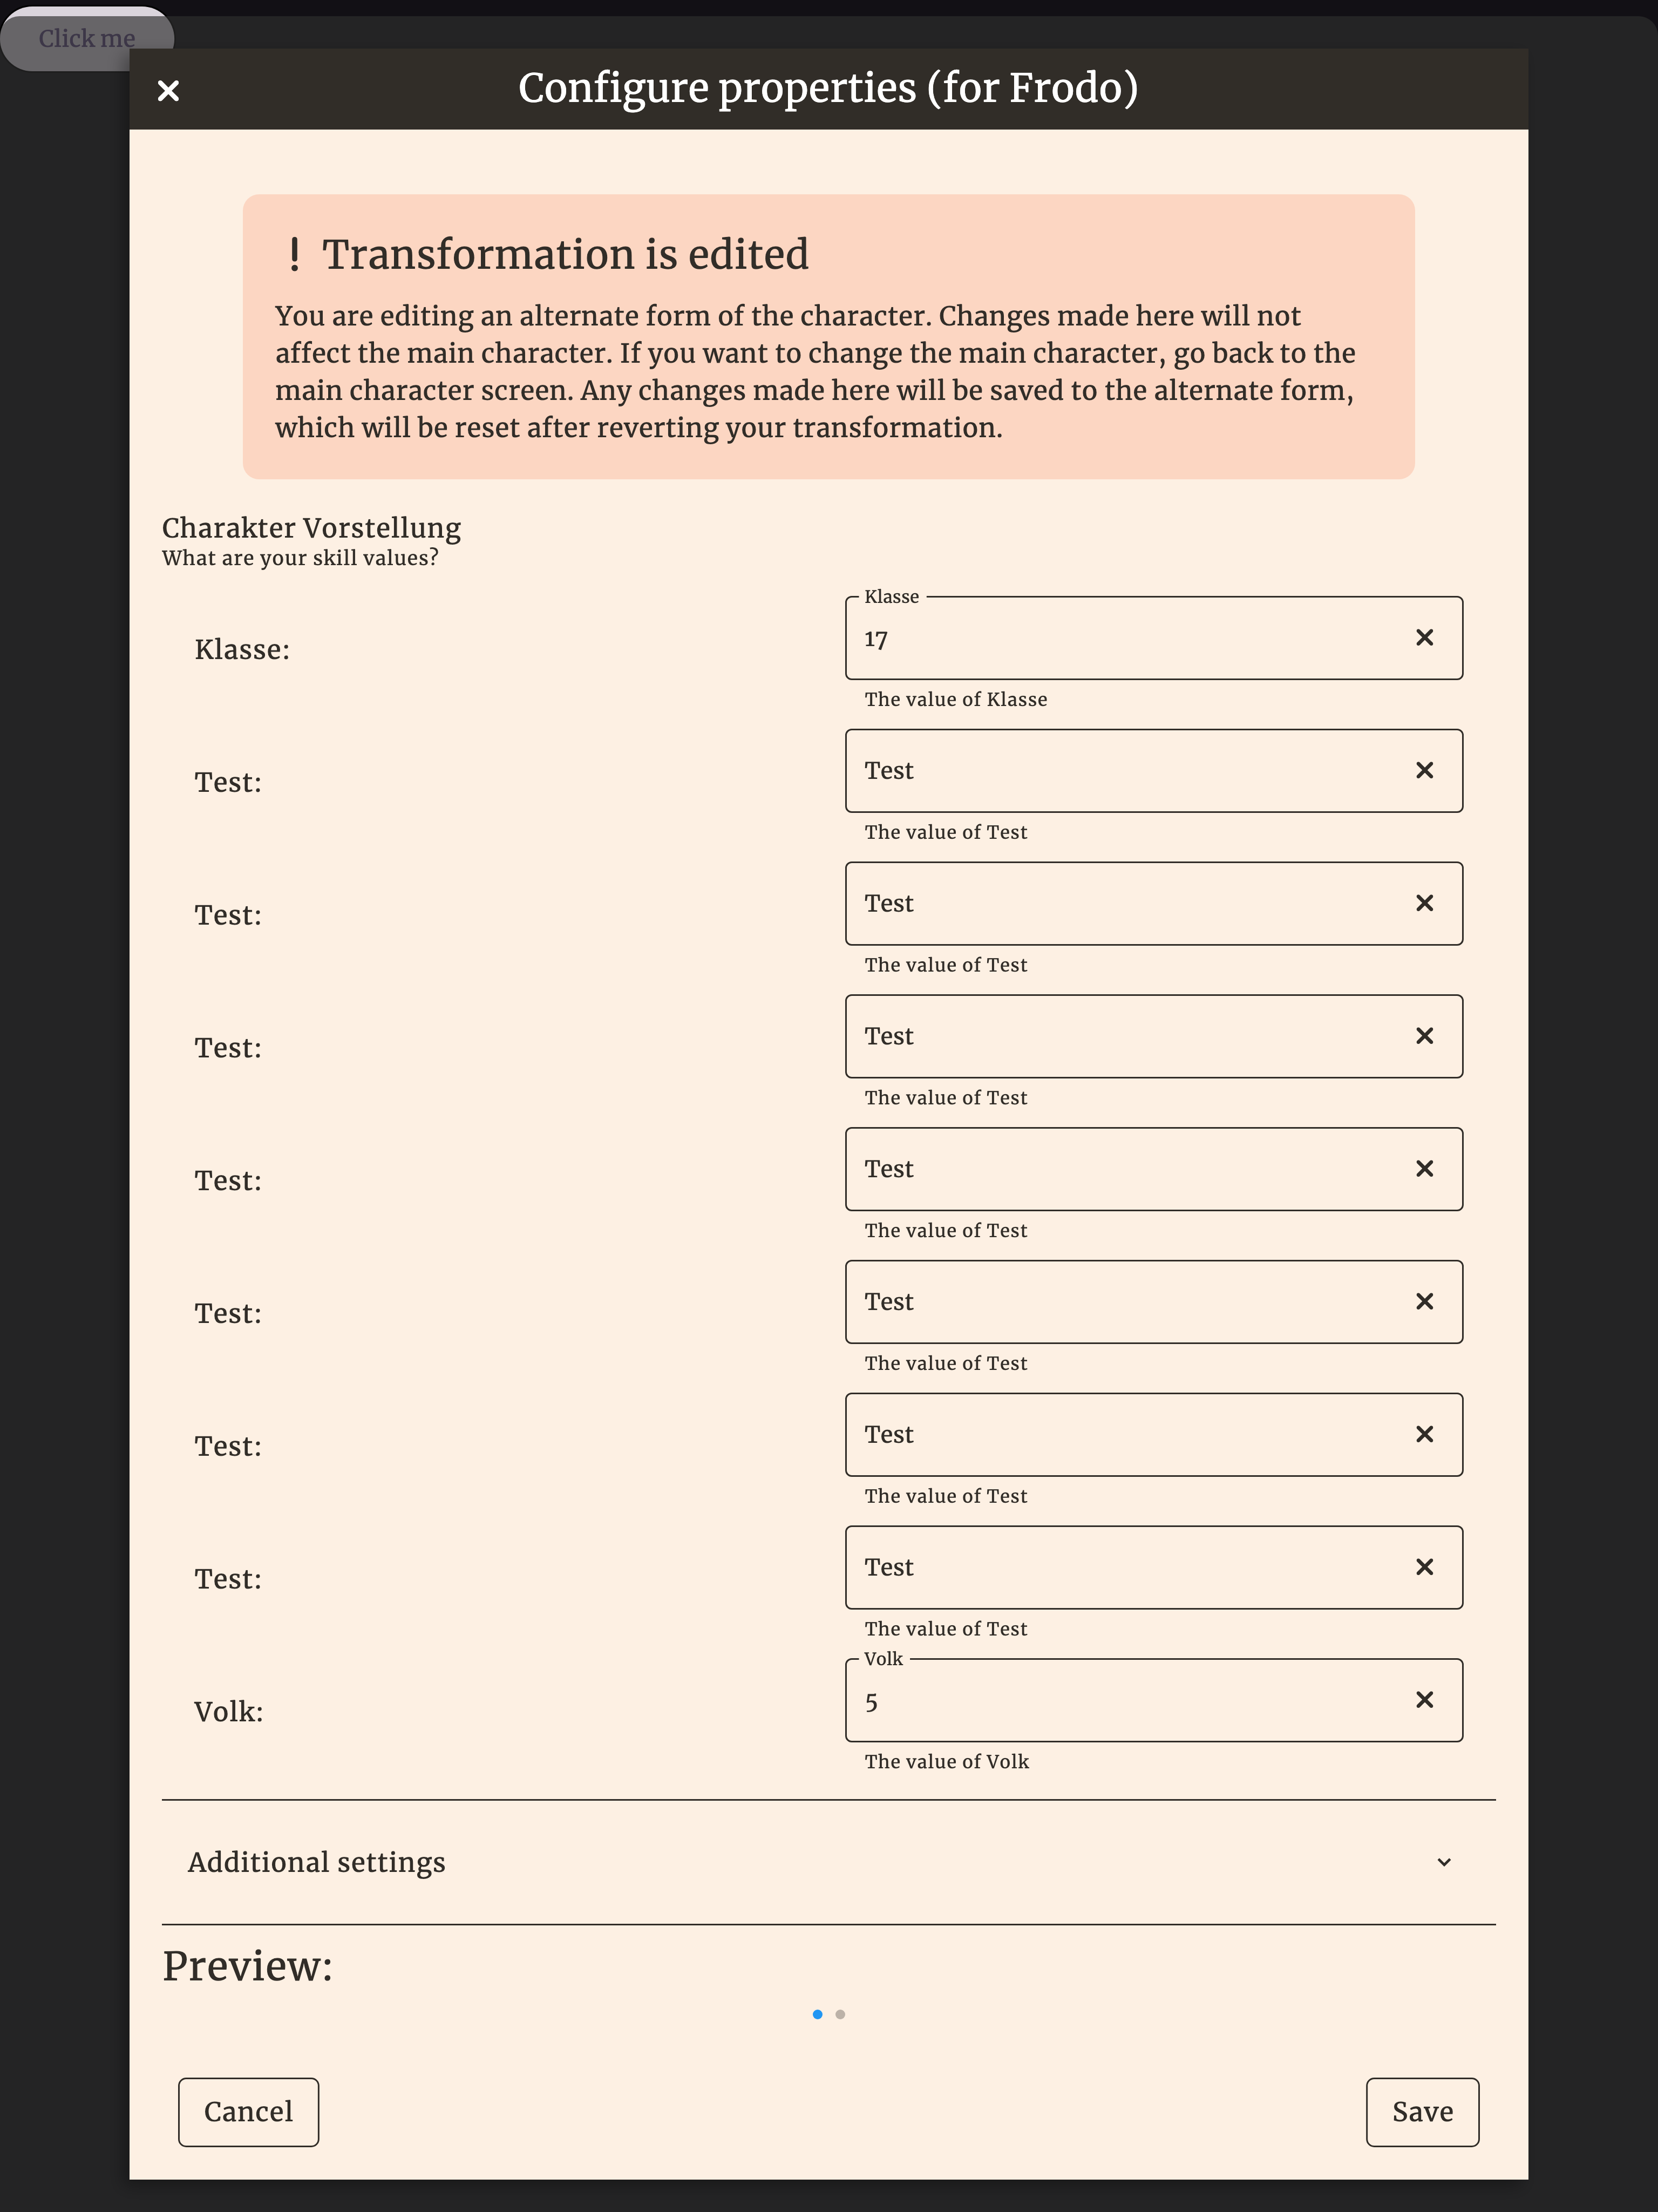 Click me
Configure properties (for Frodo)
! Transformation is edited
You are editing an alternate form of the character. Changes made here will not
affect the main character. If you want to change the main character, go back to the
main character screen. Any changes made here will be saved to the alternate form,
which will be reset after reverting your transformation.
Charakter Vorstellung
What are your skill values?
Klasse
Klasse:
17
The value of Klasse
Test:
Test
The value of Test
Test:
Test
The value of Test
Test:
Test
The value of Test
Test:
Test
The value of Test
Test:
Test
The value of Test
Test:
Test
The value of Test
Test:
Test
The value of Test
Volk
Volk:
5
The value of Volk
Additional settings
Preview:
Cancel
Save